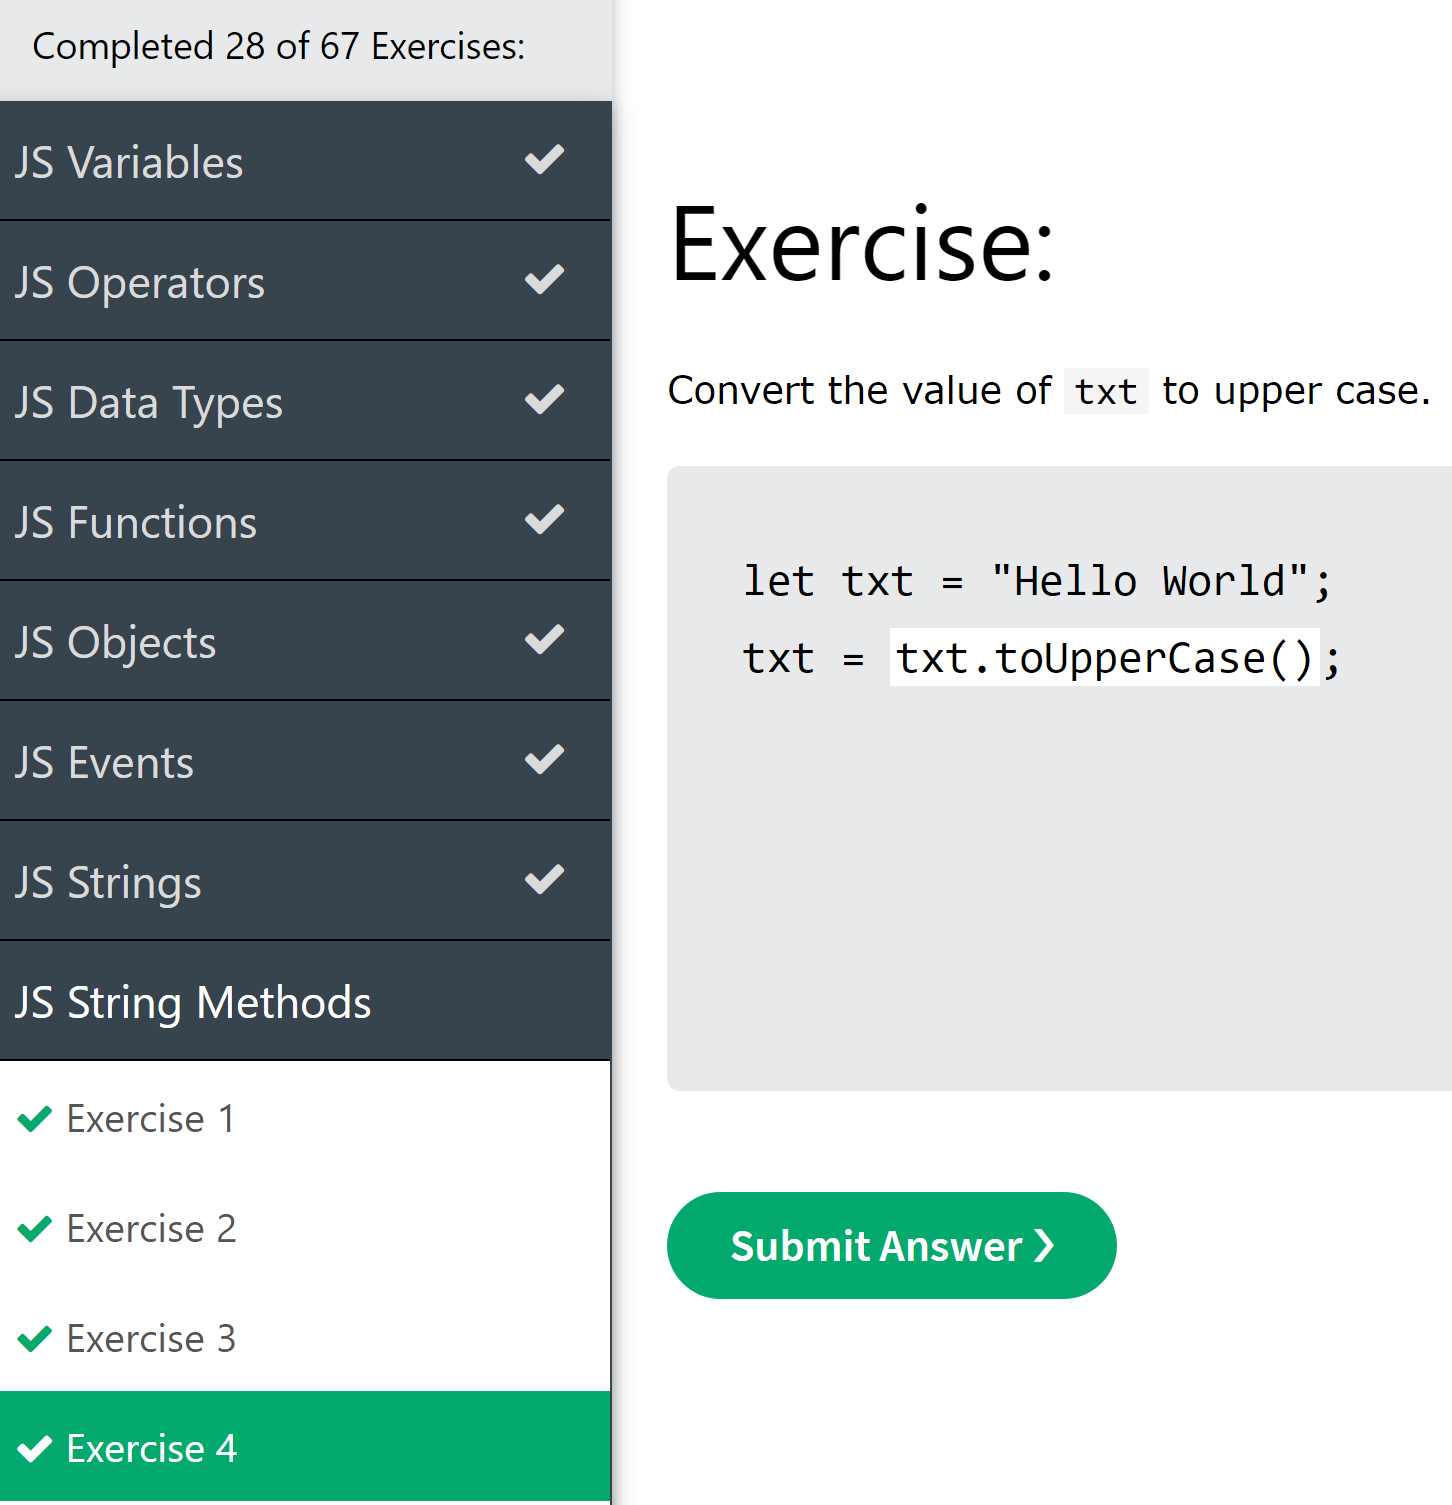 Completed 28 of 67 Exercises:
JS Variables
JS Operators
JS Data Types
JS Functions
JS Objects
JS Events
JS Strings
JS String Methods
Exercise 1
Exercise 2
Exercise 3
Exercise 4
Exercise:
Convert the value of txt to upper case.
let txt = "Hello World";
txt = txt.toUpperCase();
Submit Answer ❯